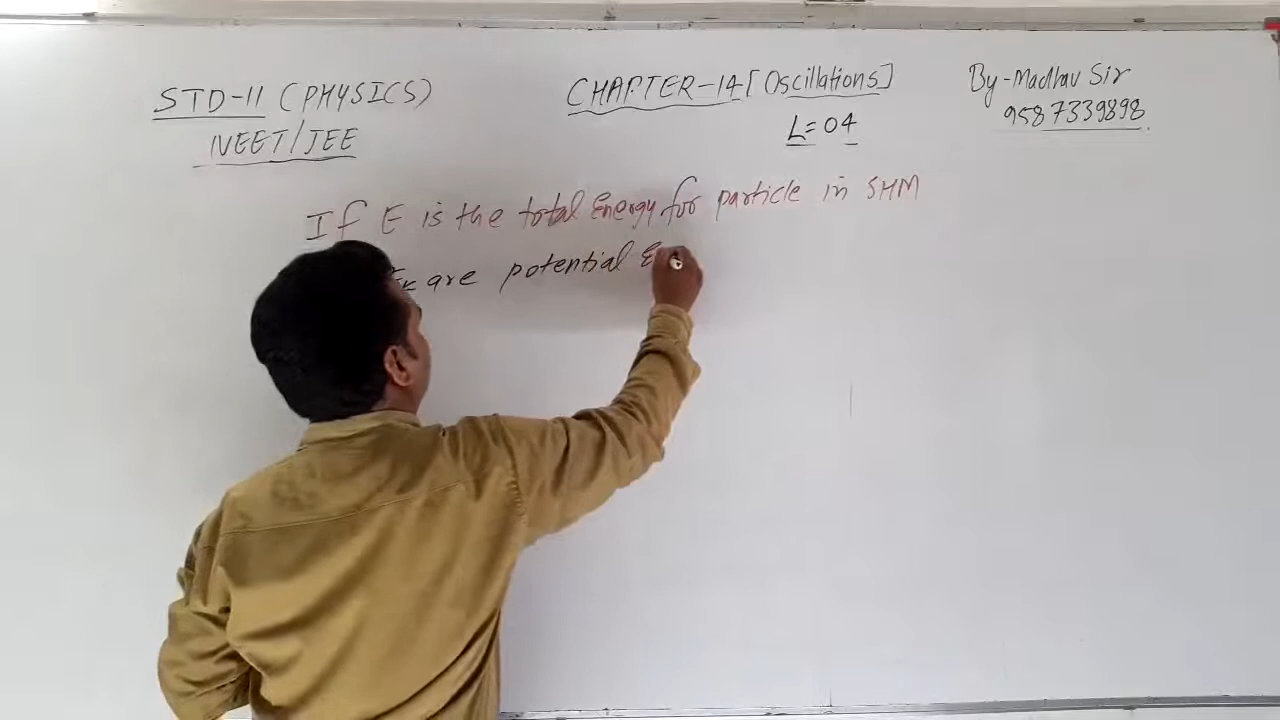 STD-11 (PHYSICS)
NEET/JEE
CHAPTER-14 [Oscillations]
L=04
By-Madhav Sir
9587339898
If E is the total Energy for particle in SHM
are potential